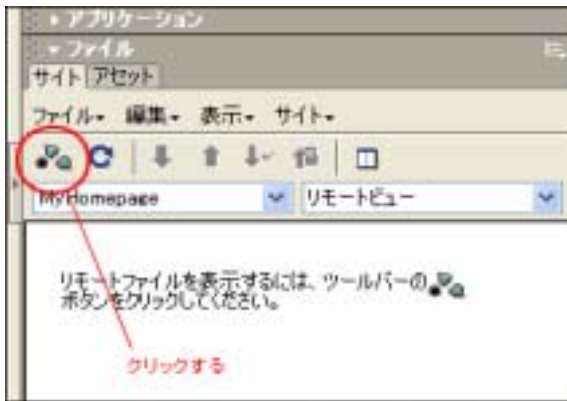 アプリケーション
ファイル
サイト アセット
ファイル 編集 表示 サイト
MyHomepage リモートビュー
リモートファイルを表示するには、ツールバーの
ボタンをクリックしてください。
クリックする